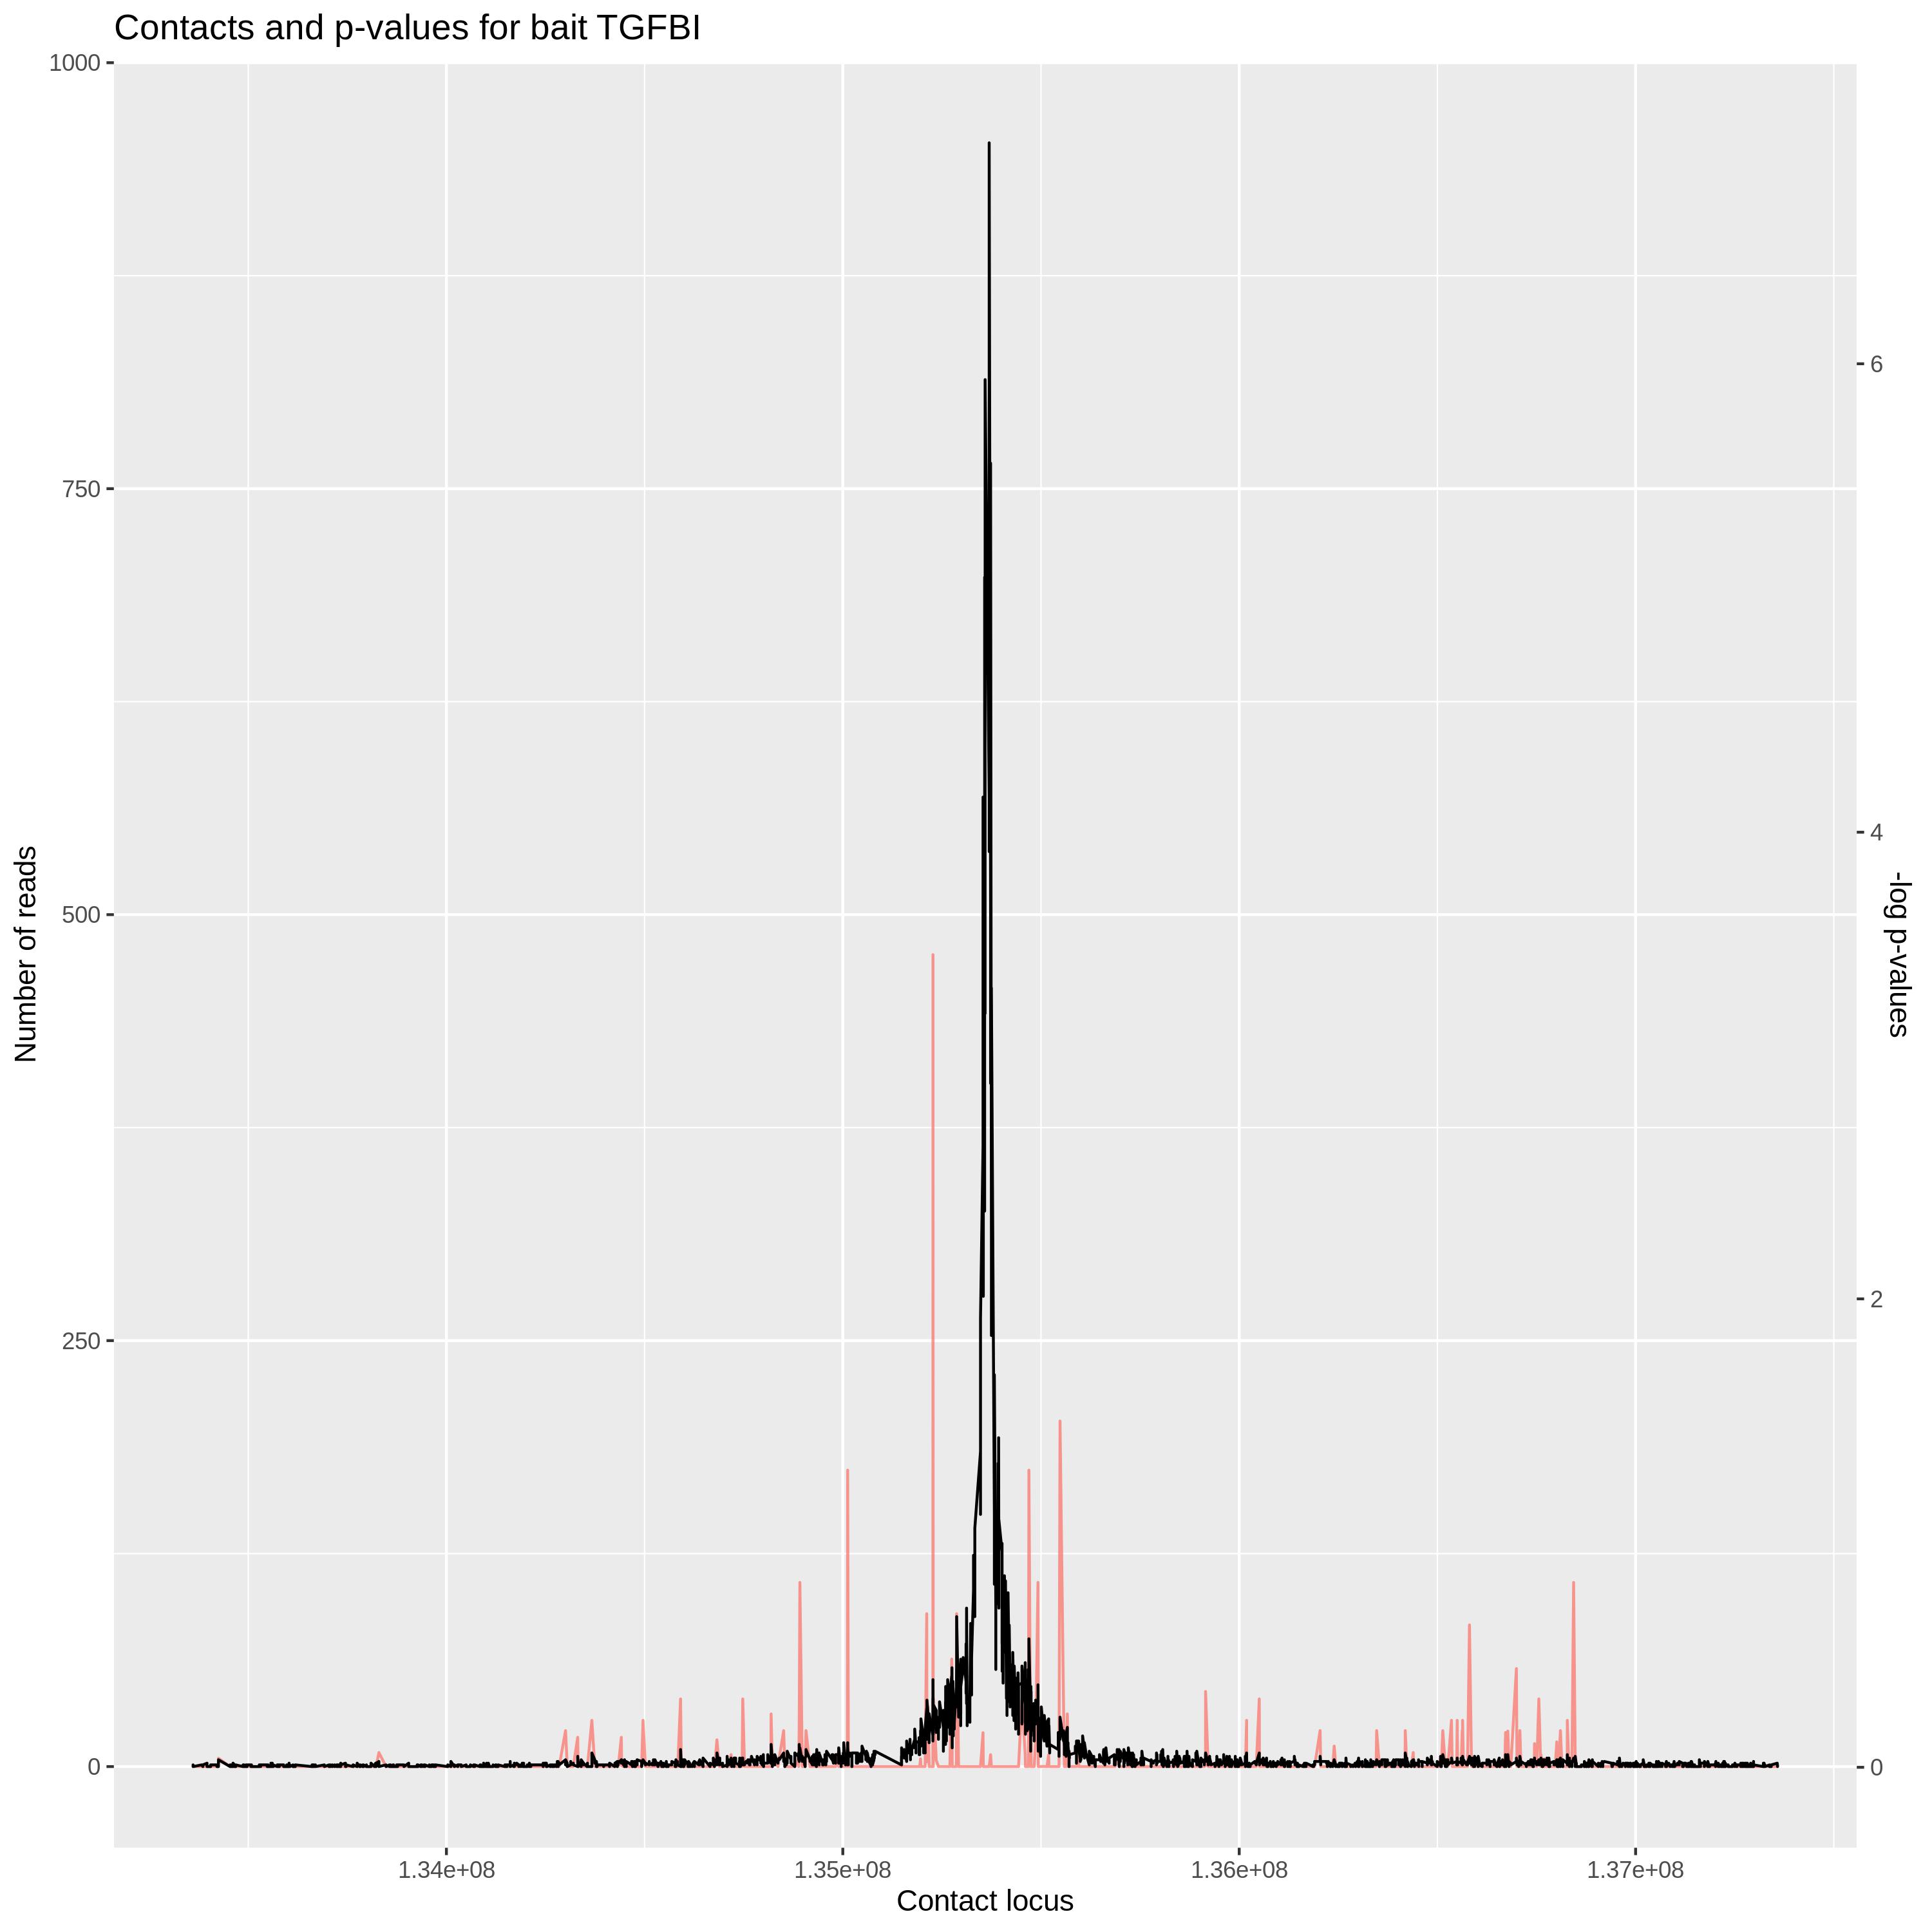 Contacts and p-values for bait TGFBI
1000
750
500
250
0
Number of reads
6
4
2
0
-log p-values
1.34e+08
1.35e+08
1.36e+08
1.37e+08
Contact locus